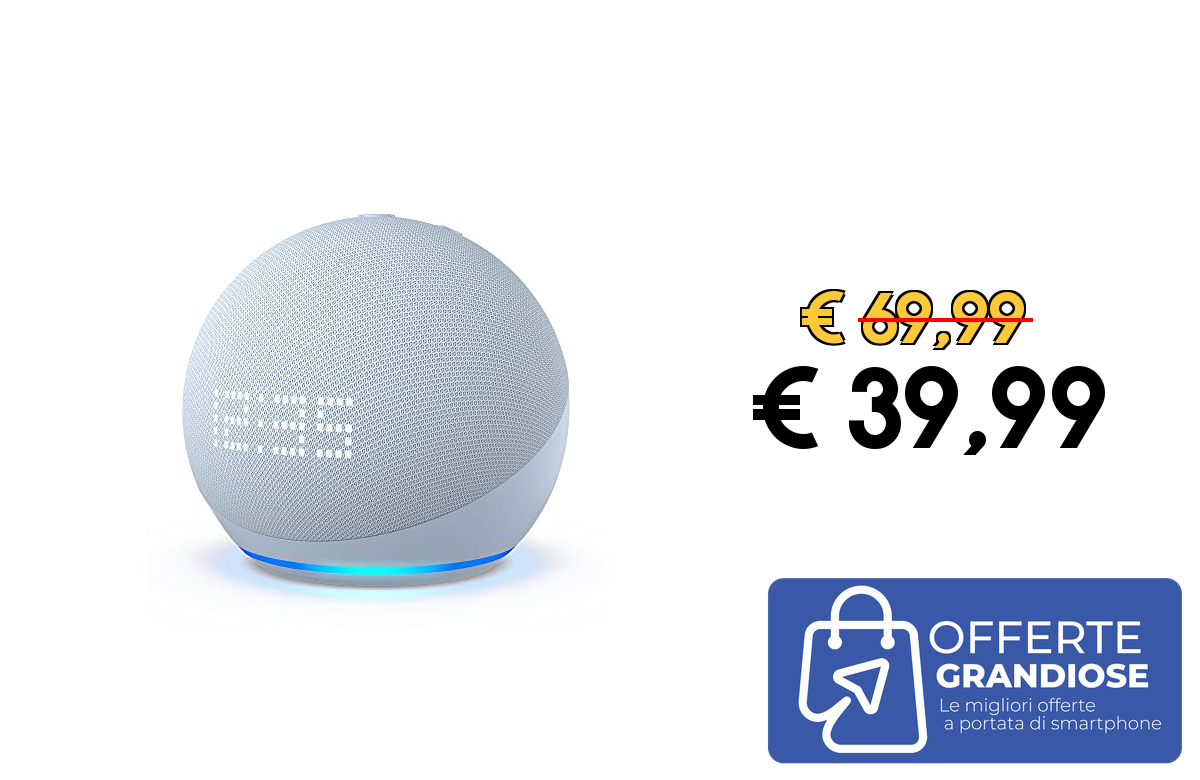 12:35
€ 69,99
€ 39,99
OFFERTE
GRANDIOSE
Le migliori offerte
a portata di smartphone